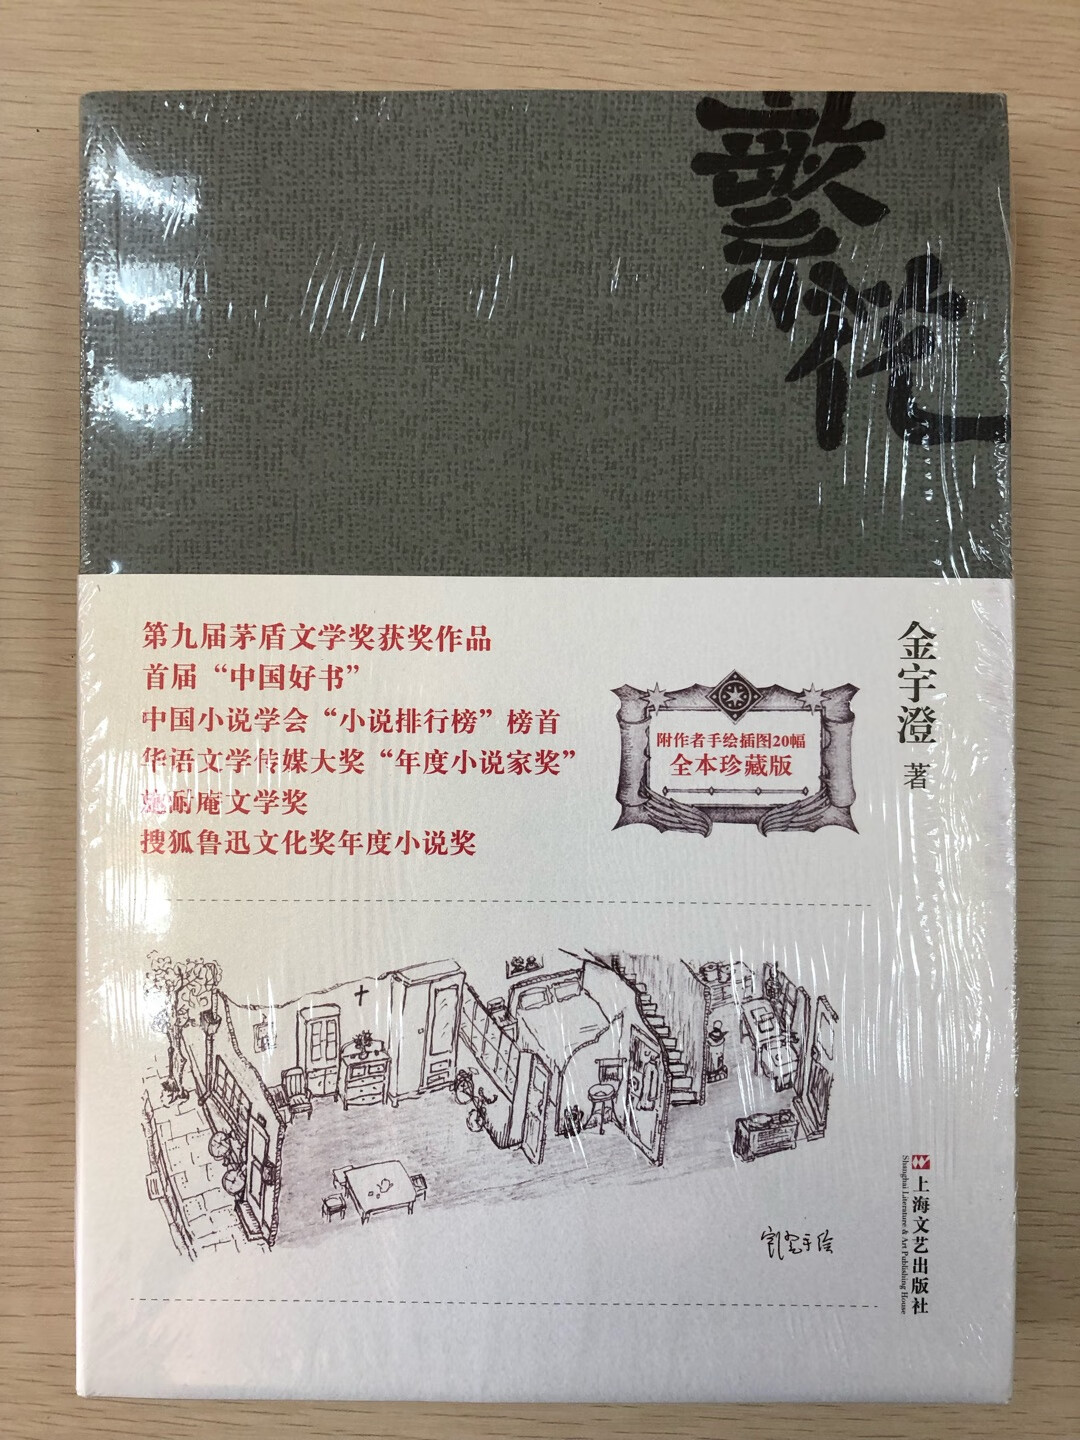 繁花
第九届茅盾文学奖获奖作品
首届“中国好书”
中国小说学会“小说排行榜”榜首
华语文学传媒大奖“年度小说家奖”
施耐庵文学奖
搜狐鲁迅文化奖年度小说奖
附作者手绘插图20幅
全本珍藏版
金宇澄 著
上海文艺出版社
Shanghai Literature & Art Publishing House